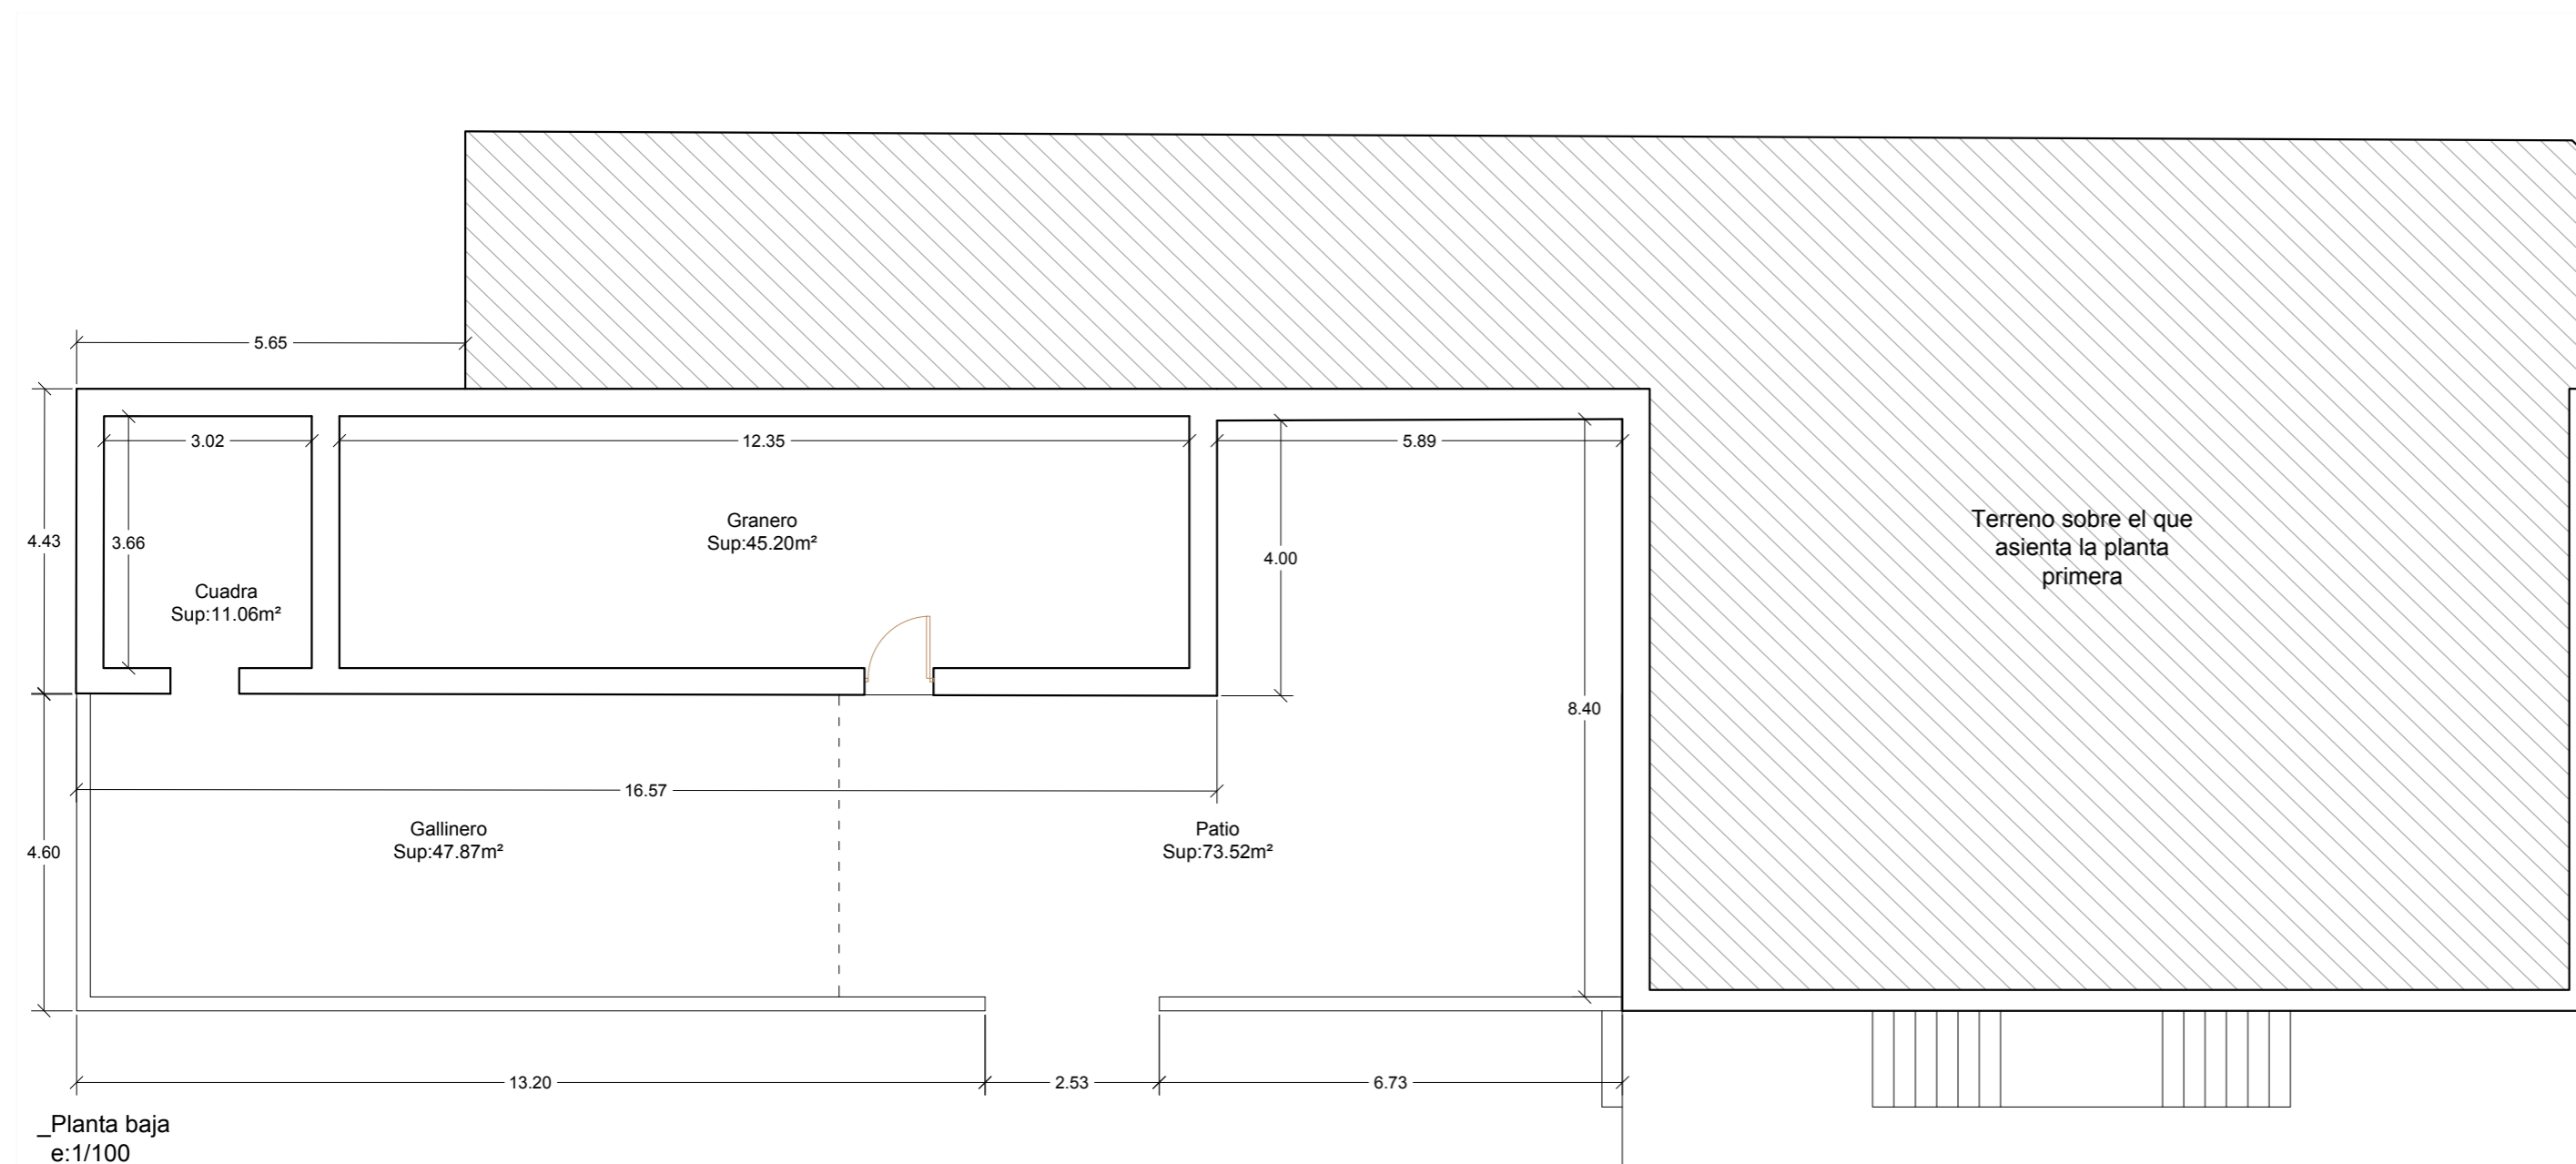 5.65
3.02
12.35
5.89
4.43
3.66
Granero
Sup:45.20m²
4.00
Cuadra
Sup:11.06m²
Terreno sobre el que
asienta la planta
primera
8.40
16.57
4.60
Gallinero
Sup:47.87m²
Patio
Sup:73.52m²
13.20
2.53
6.73
_Planta baja
e:1/100